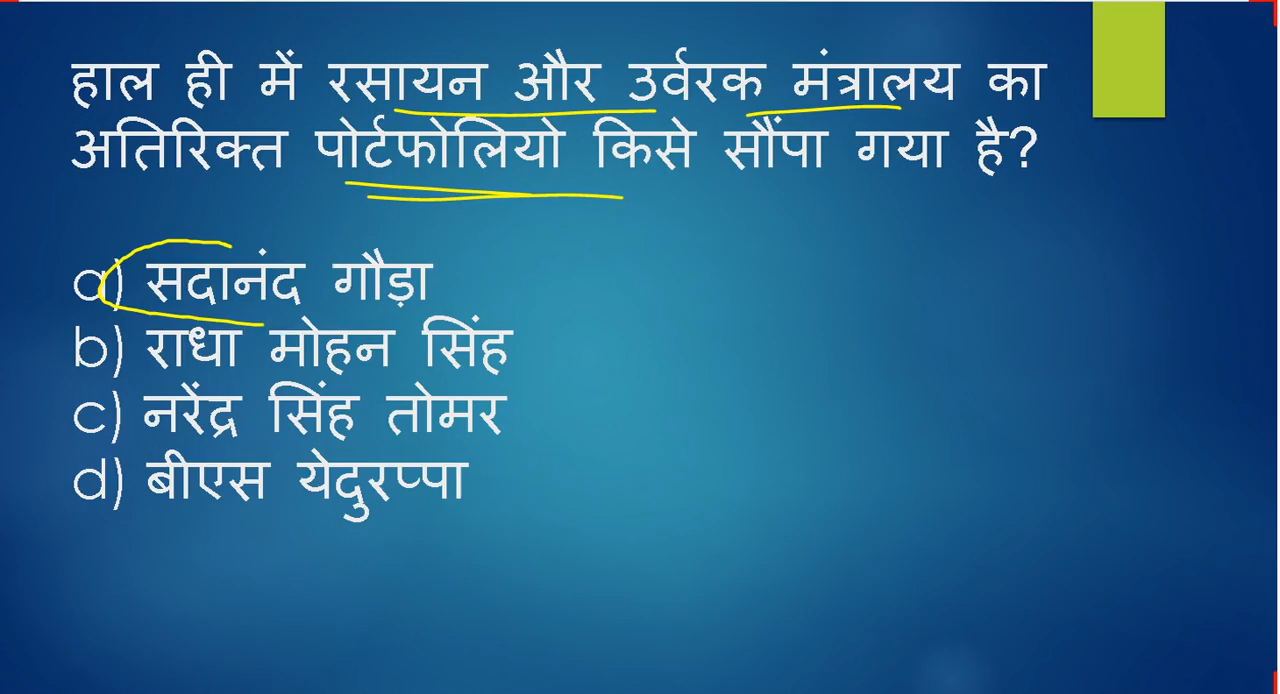 हाल ही में रसायन और उर्वरक मंत्रालय का
अतिरिक्त पोर्टफोलियो किसे सौंपा गया है?
a) सदानंद गौड़ा
b) राधा मोहन सिंह
c) नरेंद्र सिंह तोमर
d) बीएस येदुरप्पा